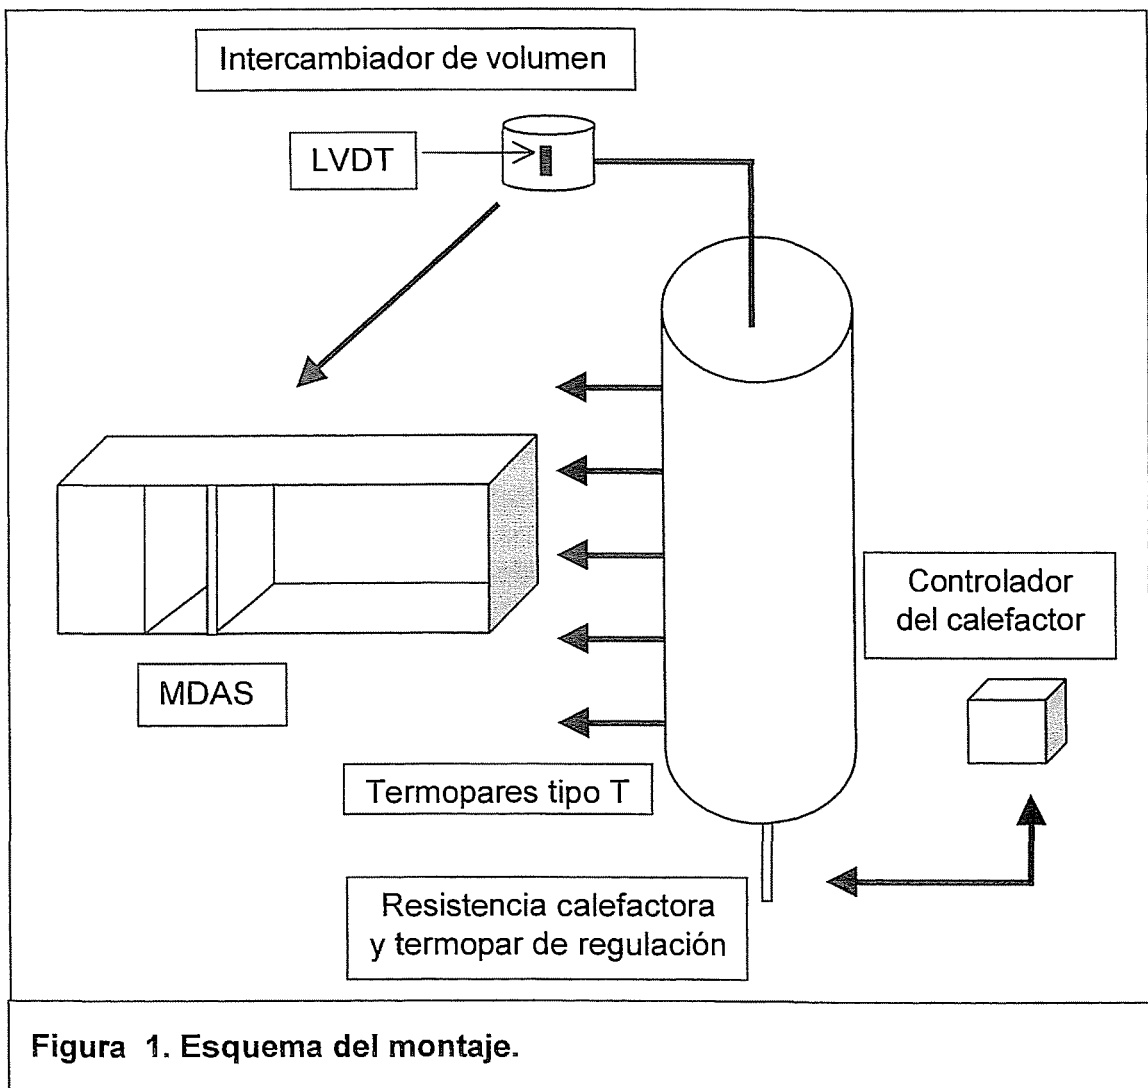 Intercambiador de volumen
LVDT
Controlador
del calefactor
MDAS
Termopares tipo T
Resistencia calefactora
y termopar de regulación
Figura 1. Esquema del montaje.